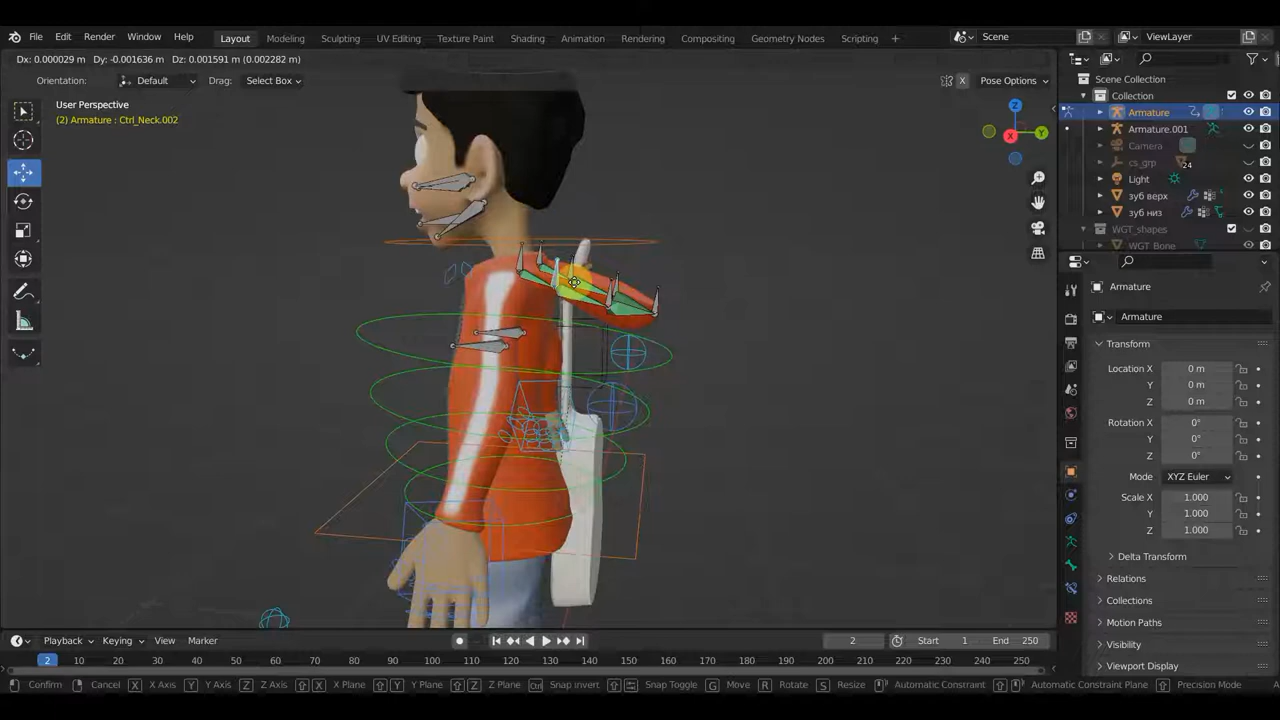 File Edit Render Window Help Layout Modeling Sculpting UV Editing Texture Paint Shading Animation Rendering Compositing Geometry Nodes Scripting + Scene ViewLayer
Dx: 0.000029 m Dy: -0.001636 m Dz: 0.001591 m (0.002282 m)
Orientation: Default Drag: Select Box X Pose Options
User Perspective
(2) Armature : Ctrl_Neck.002
Z
Y
X
Scene Collection
Collection
Armature
Armature.001
Camera
cs_grp 24
Light
зуб верх
зуб низ
WGT_shapes
WGT_Bone
Armature
Armature
Transform
Location X 0 m
Y 0 m
Z 0 m
Rotation X 0°
Y 0°
Z 0°
Mode XYZ Euler
Scale X 1.000
Y 1.000
Z 1.000
Delta Transform
Relations
Collections
Motion Paths
Visibility
Viewport Display
Playback Keying View Marker 2 Start 1 End 250
2 10 20 30 40 50 60 70 80 90 100 110 120 130 140 150 160 170 180 190 200 210 220 230 240 250
Confirm Cancel X X Axis Y Y Axis Z Z Axis X X Plane Y Y Plane Z Z Plane Ctrl Snap Invert Snap Toggle G Move R Rotate S Resize Automatic Constraint Automatic Constraint Plane Precision Mode